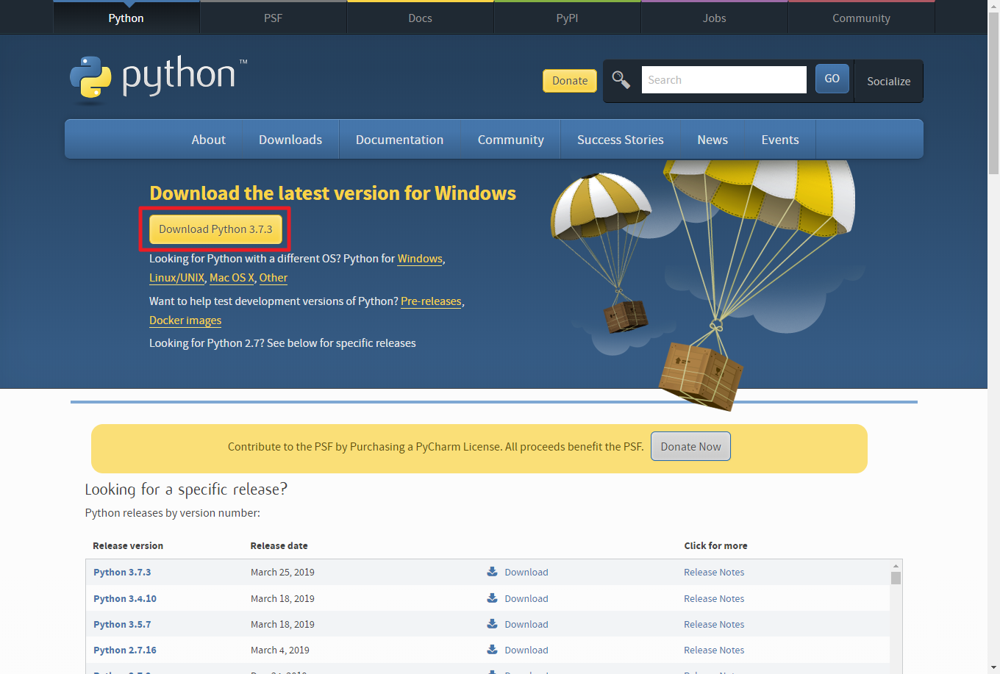 Python PSF Docs PyPI Jobs Community
python™
Donate Search GO Socialize
About Downloads Documentation Community Success Stories News Events
Download the latest version for Windows
Download Python 3.7.3
Looking for Python with a different OS? Python for Windows,
Linux/UNIX, Mac OS X, Other
Want to help test development versions of Python? Pre-releases,
Docker images
Looking for Python 2.7? See below for specific releases
Contribute to the PSF by Purchasing a PyCharm License. All proceeds benefit the PSF. Donate Now
Looking for a specific release?
Python releases by version number:
Release version Release date Click for more
Python 3.7.3 March 25, 2019 Download Release Notes
Python 3.4.10 March 18, 2019 Download Release Notes
Python 3.5.7 March 18, 2019 Download Release Notes
Python 2.7.16 March 4, 2019 Download Release Notes